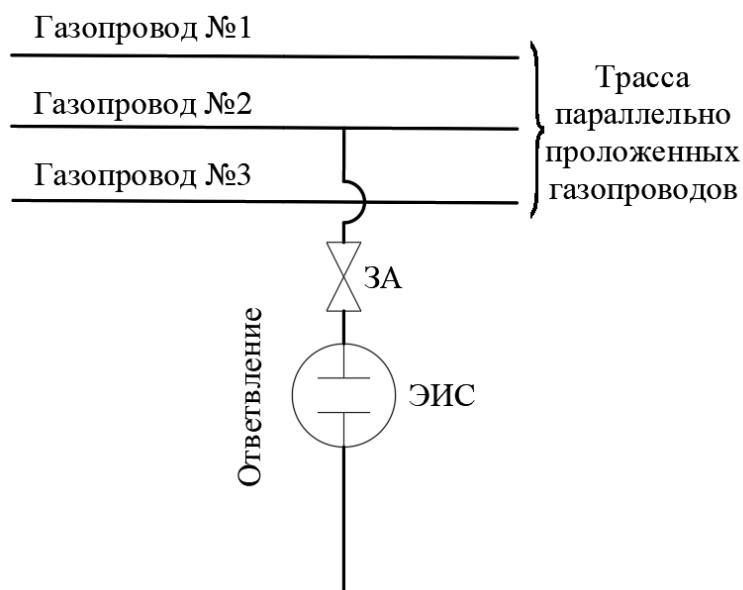 Газопровод №1
Газопровод №2
Газопровод №3
Трасса
параллельно
проложенных
газопроводов
ЗА
ЭИС
Ответвление